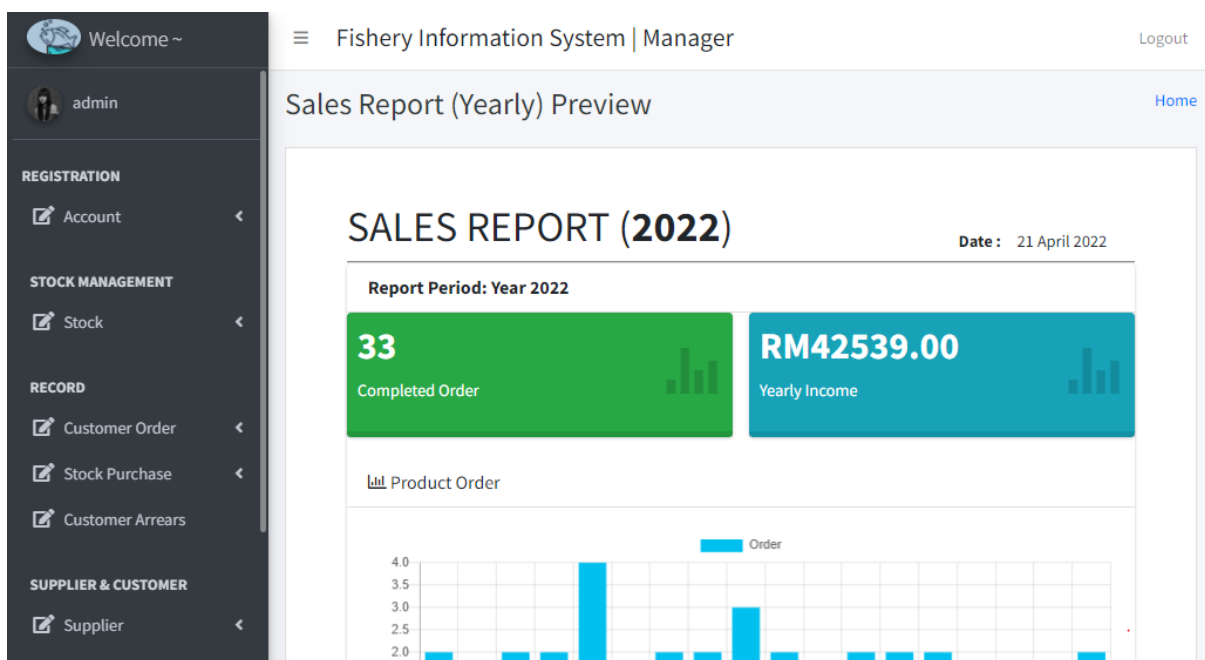 Welcome ~
Fishery Information System | Manager
Logout
admin
Sales Report (Yearly) Preview
Home
REGISTRATION
Account
STOCK MANAGEMENT
Stock
RECORD
Customer Order
Stock Purchase
Customer Arrears
SUPPLIER & CUSTOMER
Supplier
SALES REPORT (2022)
Date : 21 April 2022
Report Period: Year 2022
33
Completed Order
RM42539.00
Yearly Income
Product Order
Order
4.0
3.5
3.0
2.5
2.0